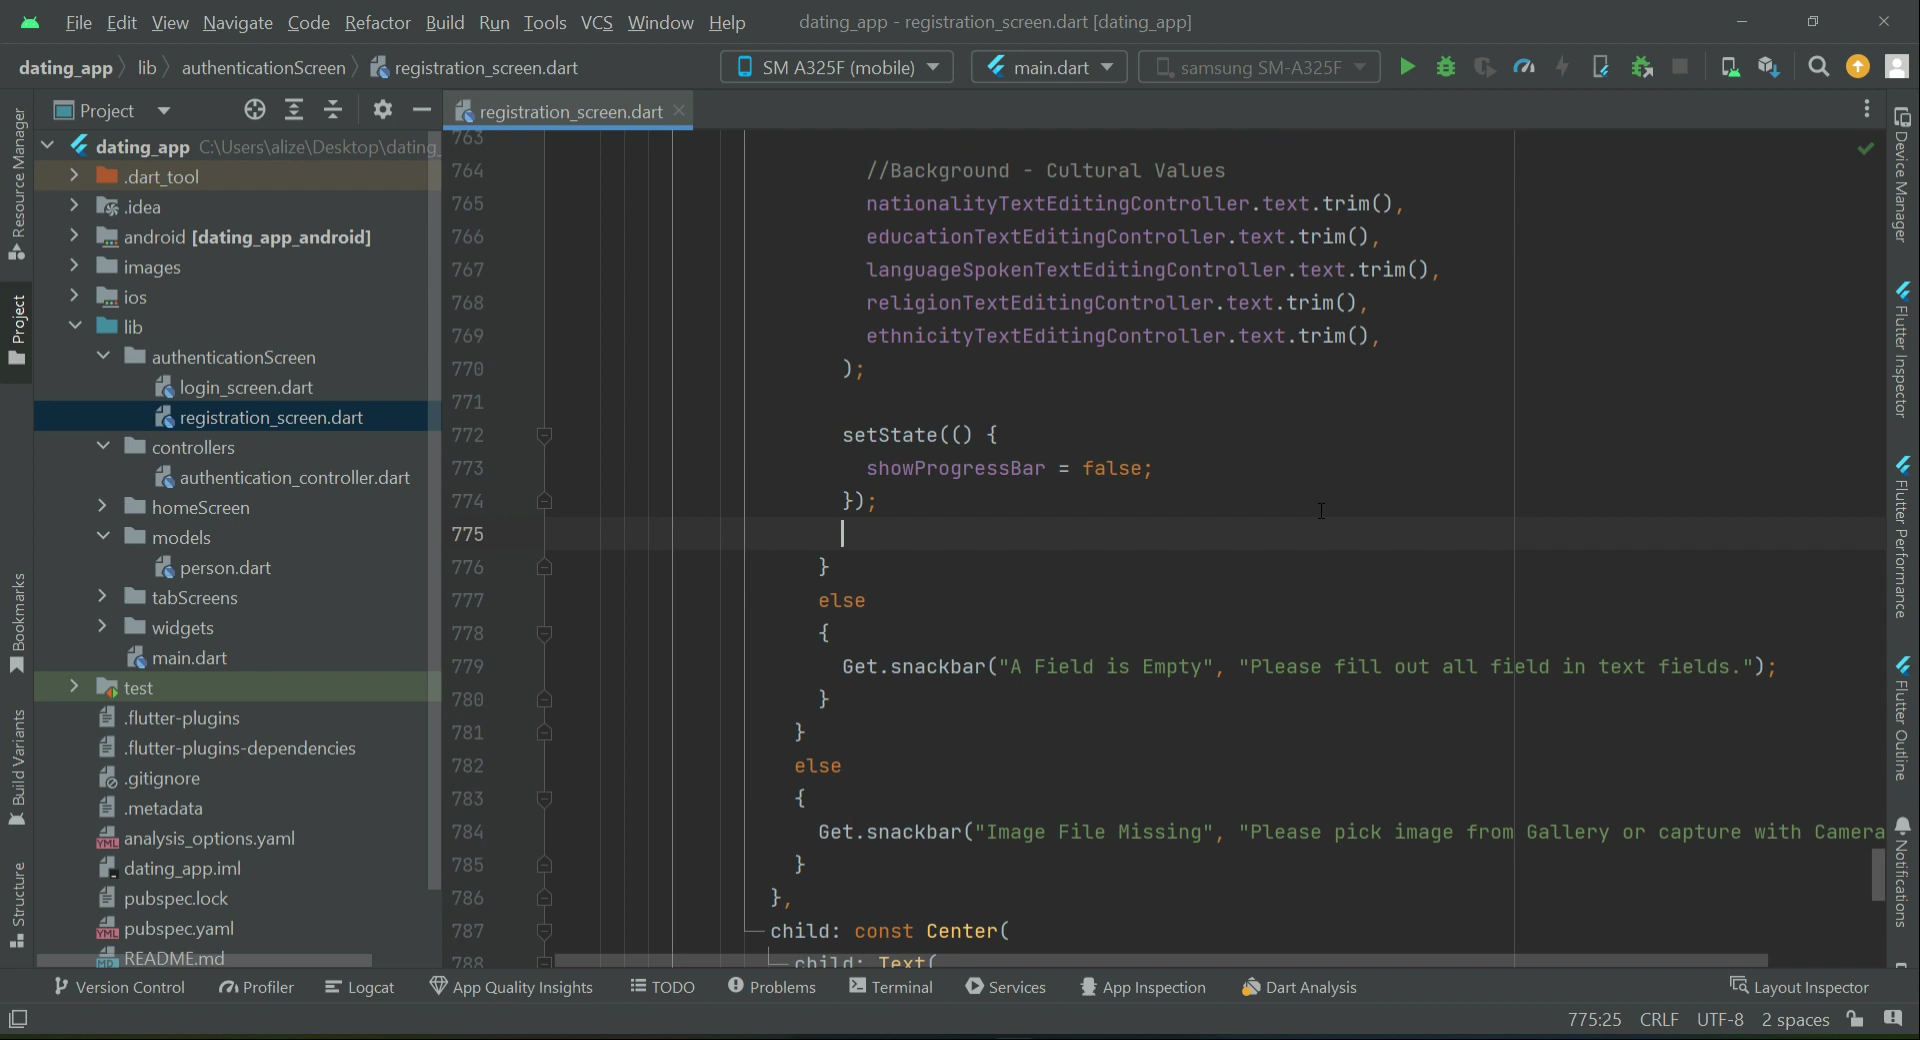 File Edit View Navigate Code Refactor Build Run Tools VCS Window Help dating_app - registration_screen.dart [dating_app]
dating_app lib authenticationScreen registration_screen.dart SM A325F (mobile) main.dart samsung SM-A325F
Project
registration_screen.dart
Resource Manager
Project
Bookmarks
Build Variants
Structure
dating_app C:\Users\alize\Desktop\dating_
.dart_tool
.idea
android [dating_app_android]
images
ios
lib
authenticationScreen
login_screen.dart
registration_screen.dart
controllers
authentication_controller.dart
homeScreen
models
person.dart
tabScreens
widgets
main.dart
test
.flutter-plugins
.flutter-plugins-dependencies
.gitignore
.metadata
analysis_options.yaml
dating_app.iml
pubspec.lock
pubspec.yaml
README.md
763
764 //Background - Cultural Values
765 nationalityTextEditingController.text.trim(),
766 educationTextEditingController.text.trim(),
767 languageSpokenTextEditingController.text.trim(),
768 religionTextEditingController.text.trim(),
769 ethnicityTextEditingController.text.trim(),
770 );
771
772 setState(() {
773 showProgressBar = false;
774 });
775
776 }
777 else
778 {
779 Get.snackbar("A Field is Empty", "Please fill out all field in text fields.");
780 }
781 }
782 else
783 {
784 Get.snackbar("Image File Missing", "Please pick image from Gallery or capture with Camera
785 }
786 },
787 child: const Center(
788 child: Text(
Device Manager
Flutter Inspector
Flutter Performance
Flutter Outline
Notifications
Version Control Profiler Logcat App Quality Insights TODO Problems Terminal Services App Inspection Dart Analysis Layout Inspector
775:25 CRLF UTF-8 2 spaces